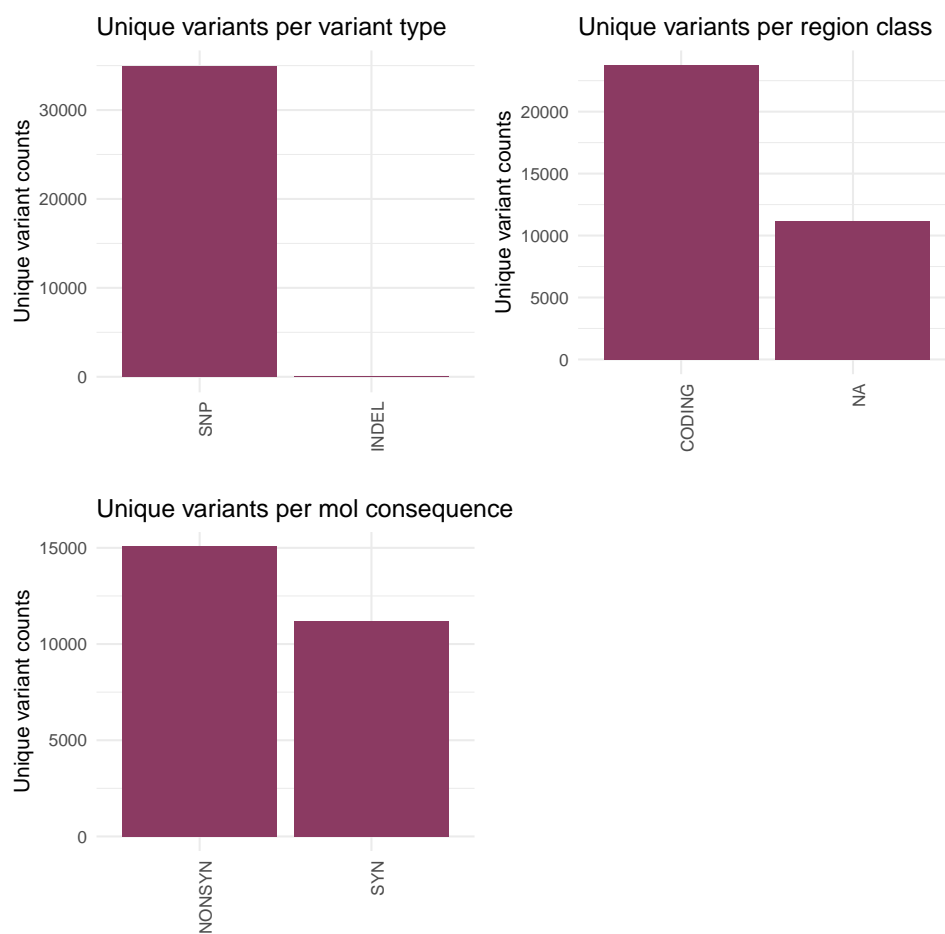 Unique variants per variant type
Unique variant counts
30000
20000
10000
0
SNP
INDEL
Unique variants per region class
Unique variant counts
20000
15000
10000
5000
0
CODING
NA
Unique variants per mol consequence
Unique variant counts
15000
10000
5000
0
NONSYN
SYN